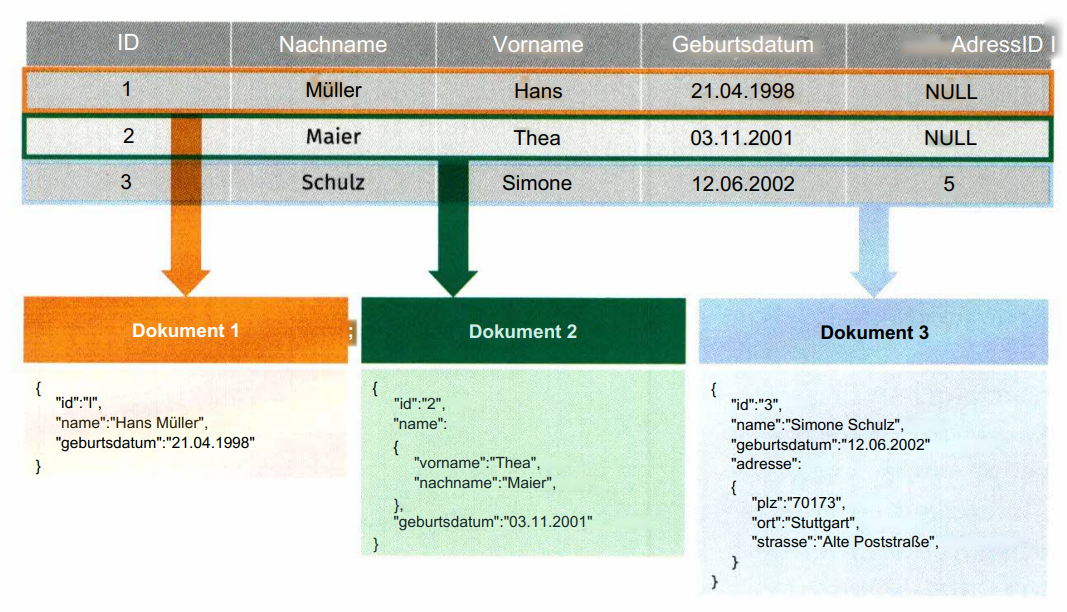 ID Nachname Vorname Geburtsdatum AdressID l
1 Müller Hans 21.04.1998 NULL
2 Maier Thea 03.11.2001 NULL
3 Schulz Simone 12.06.2002 5
Dokument 1
{
"id":"l",
"name":"Hans Müller",
"geburtsdatum":"21.04.1998"
}
;
Dokument 2
{
"id":"2",
"name":
{
"vorname":"Thea",
"nachname":"Maier",
},
"geburtsdatum":"03.11.2001"
}
Dokument 3
{
"id":"3",
"name":"Simone Schulz",
"geburtsdatum":"12.06.2002"
"adresse":
{
"plz":"70173",
"ort":"Stuttgart",
"strasse":"Alte Poststraße",
}
}